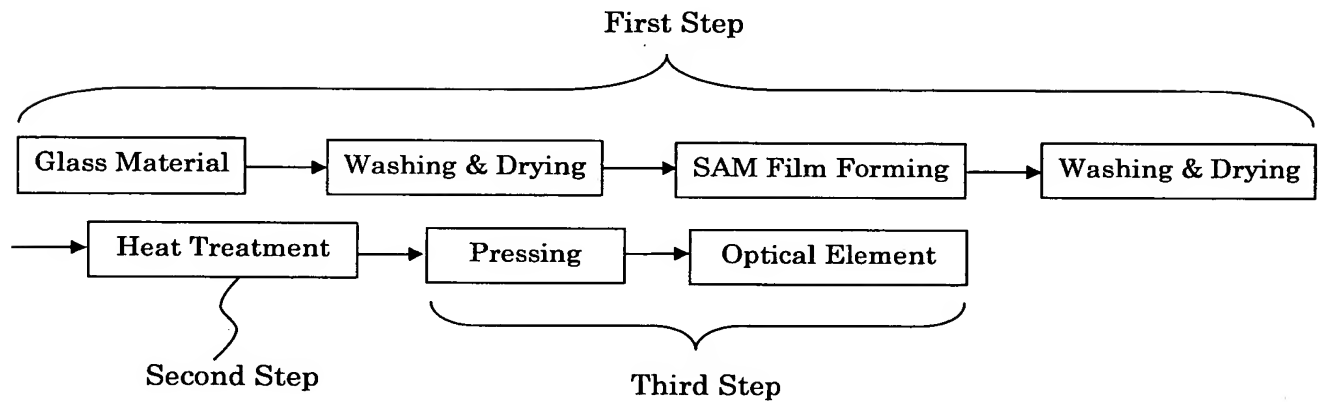 First Step
Glass Material
Washing & Drying
SAM Film Forming
Washing & Drying
Heat Treatment
Pressing
Optical Element
Second Step
Third Step